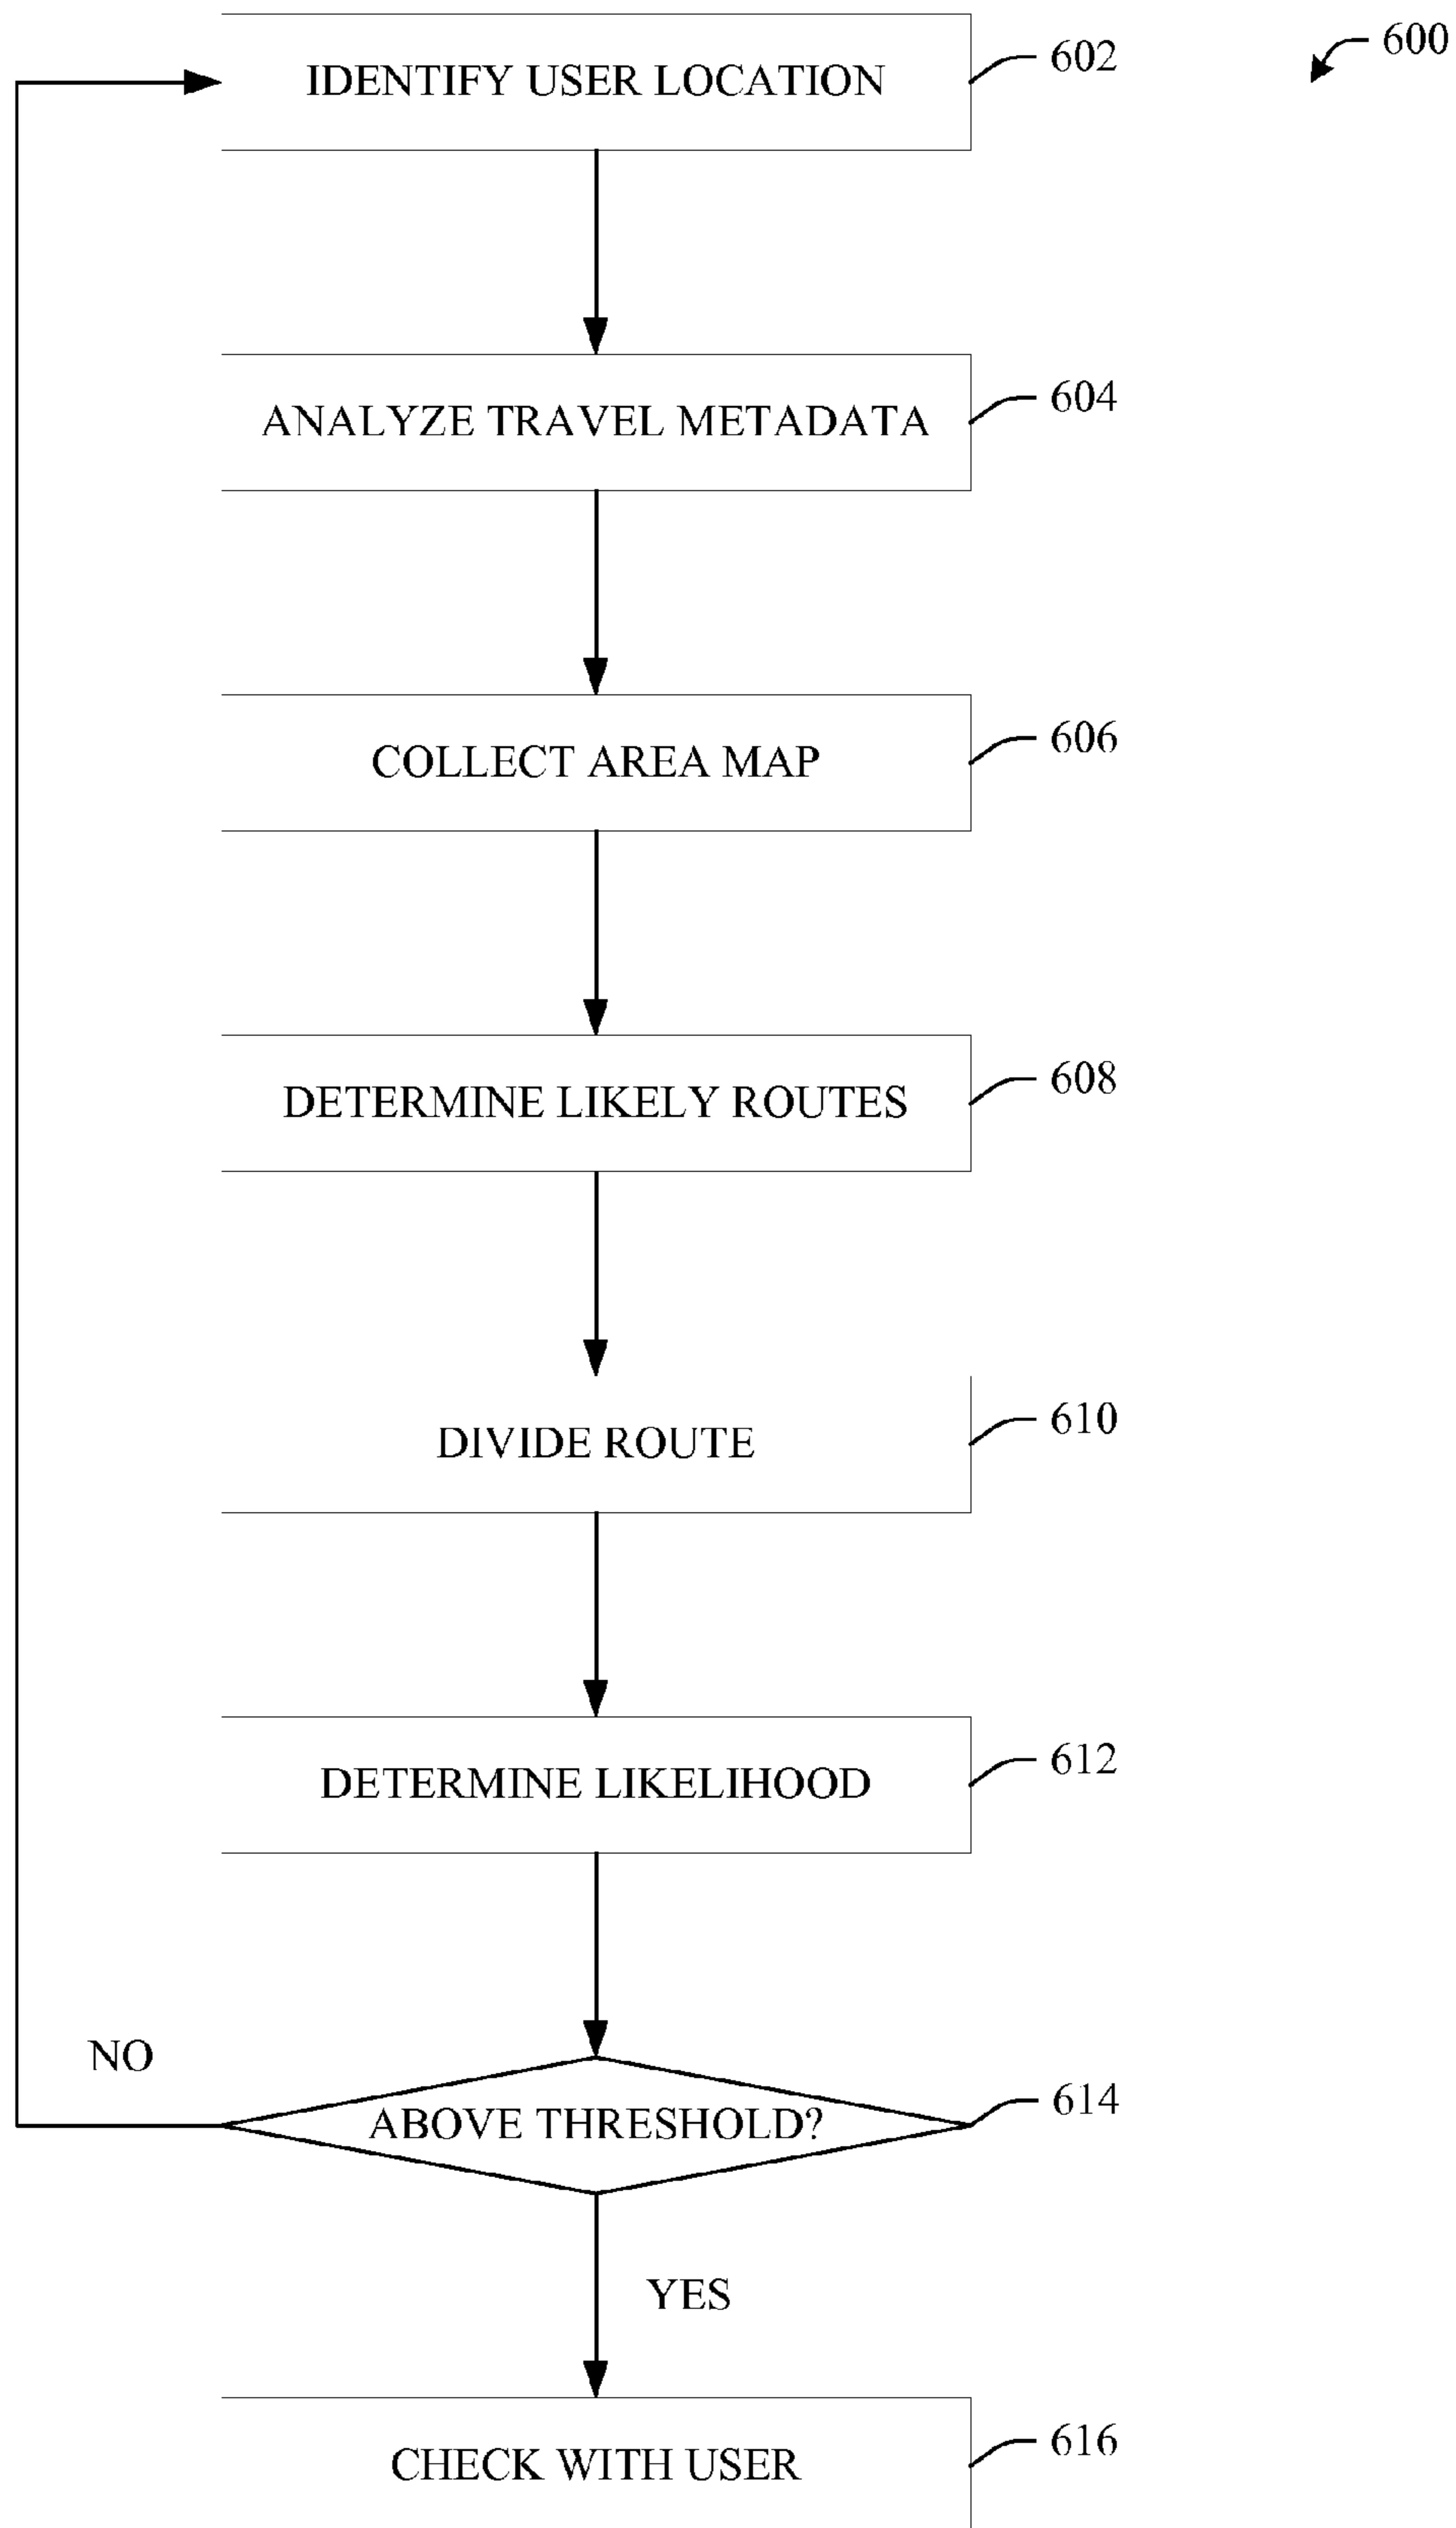 600
IDENTIFY USER LOCATION
602
ANALYZE TRAVEL METADATA
604
COLLECT AREA MAP
606
DETERMINE LIKELY ROUTES
608
DIVIDE ROUTE
610
DETERMINE LIKELIHOOD
612
NO
ABOVE THRESHOLD?
614
YES
CHECK WITH USER
616